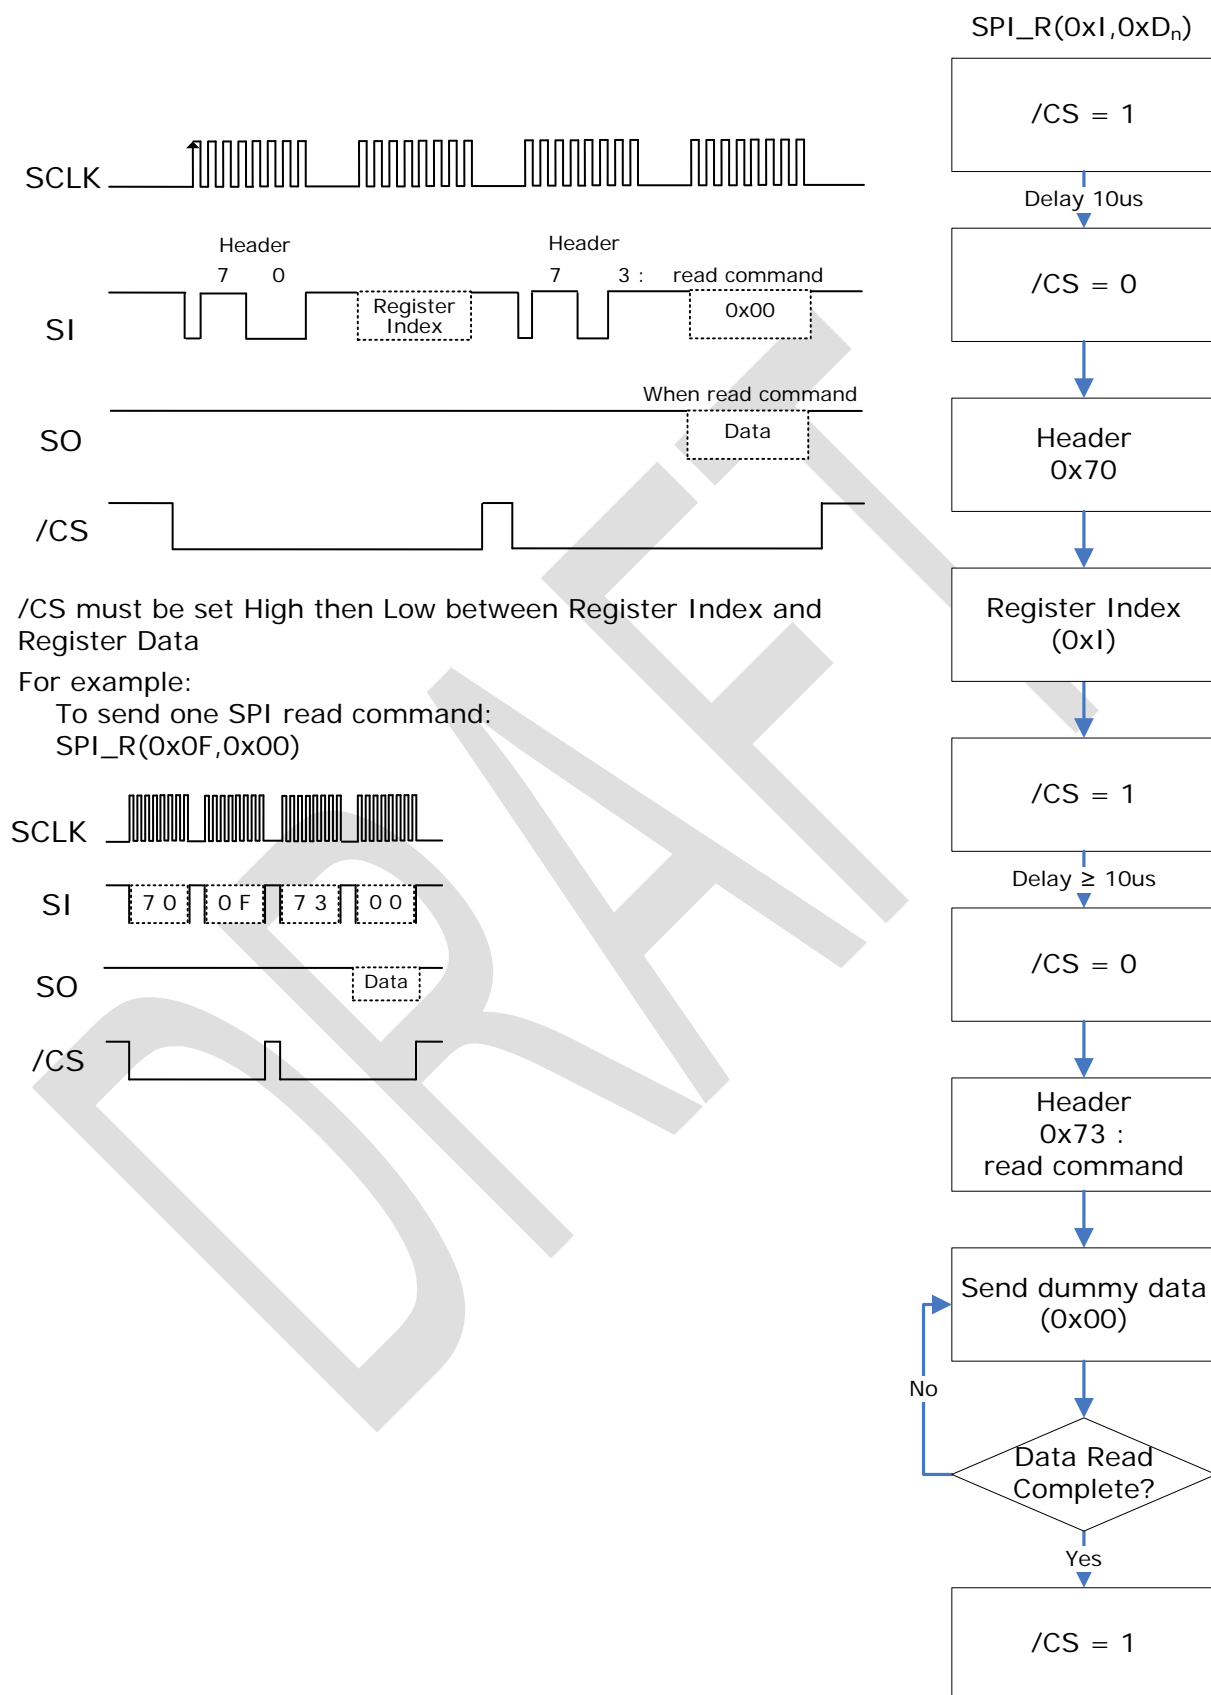 SCLK
Header
Header
7 0
7 3 : read command
SI
Register
Index
0x00
When read command
SO
Data
/CS
/CS must be set High then Low between Register Index and
Register Data
For example:
To send one SPI read command:
SPI_R(0x0F,0x00)
SCLK
SI
7 0
0 F
7 3
0 0
SO
Data
/CS
SPI_R(0xI,0xDₙ)
/CS = 1
Delay 10us
/CS = 0
Header
0x70
Register Index
(0xI)
/CS = 1
Delay ≥ 10us
/CS = 0
Header
0x73 :
read command
Send dummy data
(0x00)
No
Data Read
Complete?
Yes
/CS = 1
DRAFT